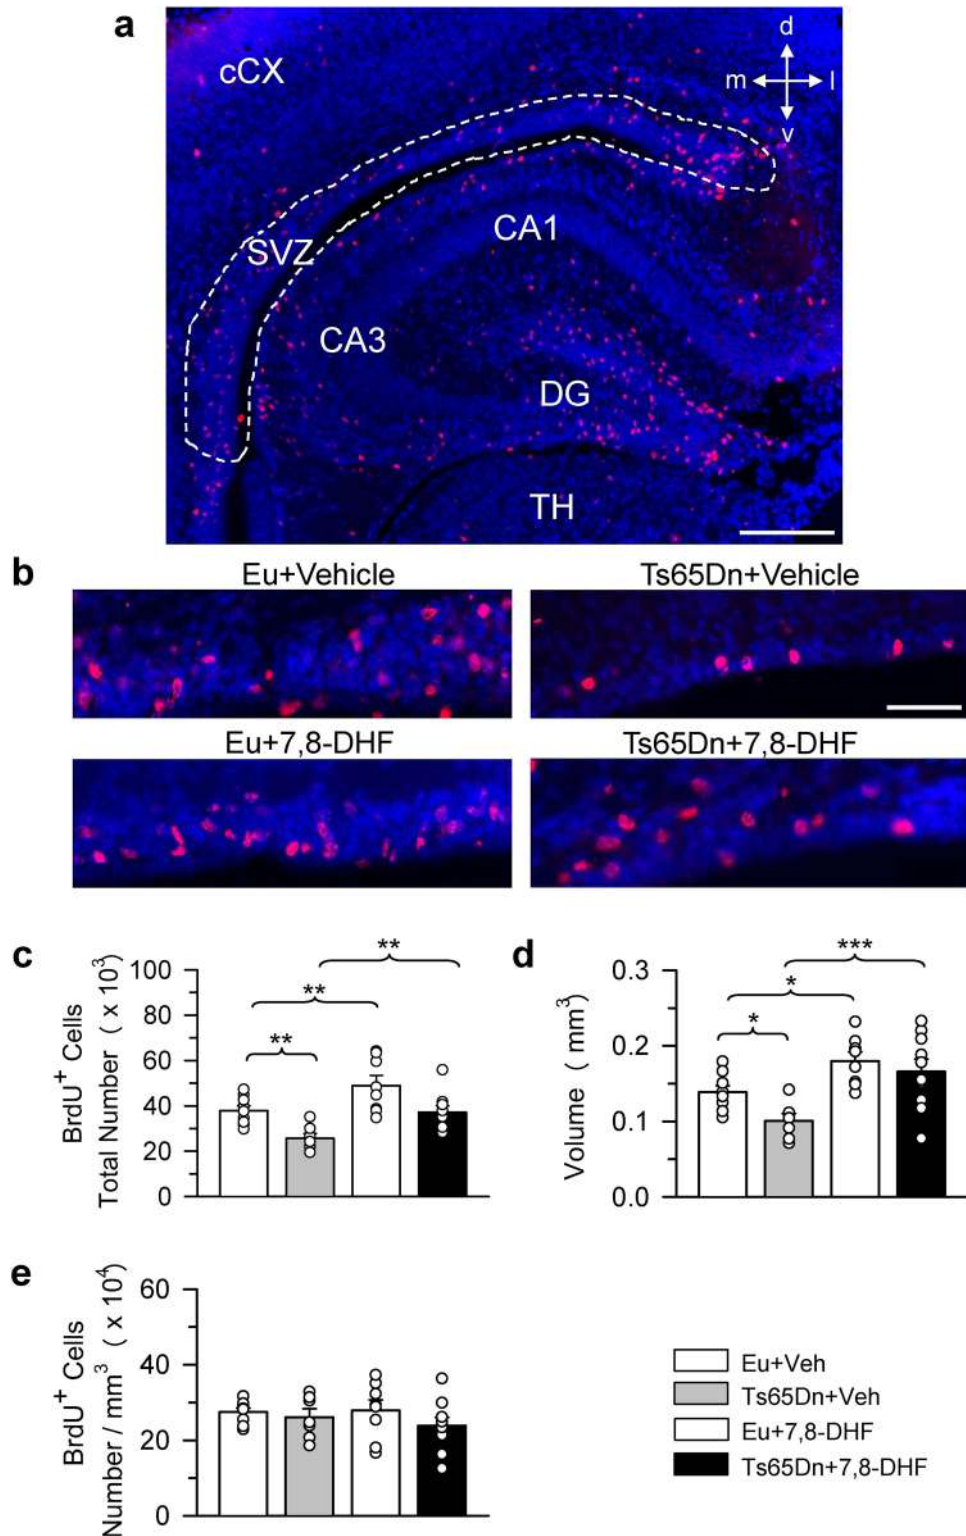 a
d
m
l
v
cCX
SVZ
CA1
CA3
DG
TH
b
Eu+Vehicle
Ts65Dn+Vehicle
Eu+7,8-DHF
Ts65Dn+7,8-DHF
c
BrdU⁺ Cells
Total Number ( x 10³)
100
80
60
40
20
0
**
**
**
d
Volume ( mm³)
0.3
0.2
0.1
0.0
*
*
***
e
BrdU⁺ Cells
Number / mm³ ( x 10⁴)
60
40
20
0
Eu+Veh
Ts65Dn+Veh
Eu+7,8-DHF
Ts65Dn+7,8-DHF